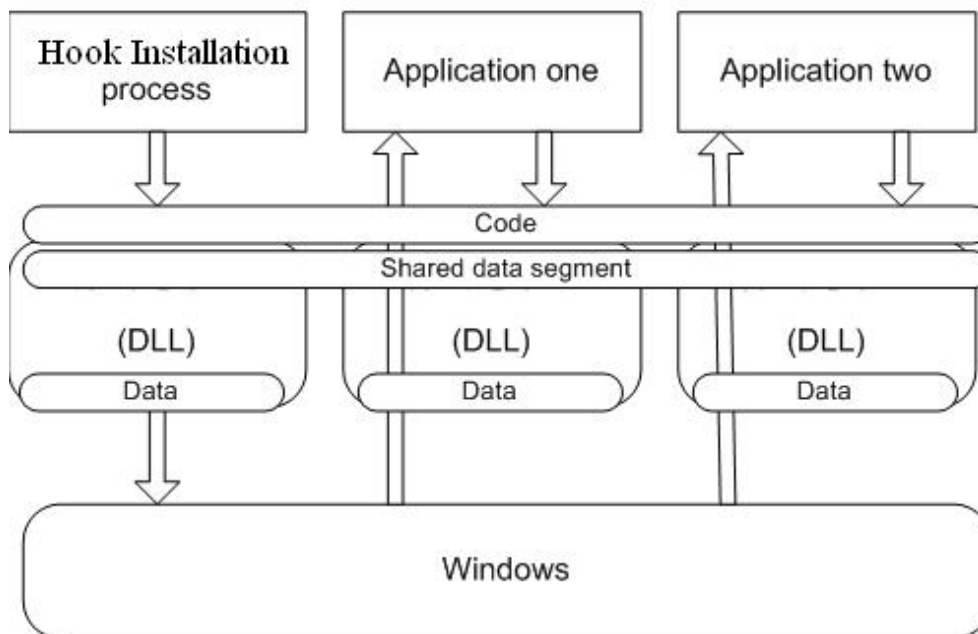 Hook Installation
process
Application one
Application two
Code
Shared data segment
(DLL)
(DLL)
(DLL)
Data
Data
Data
Windows